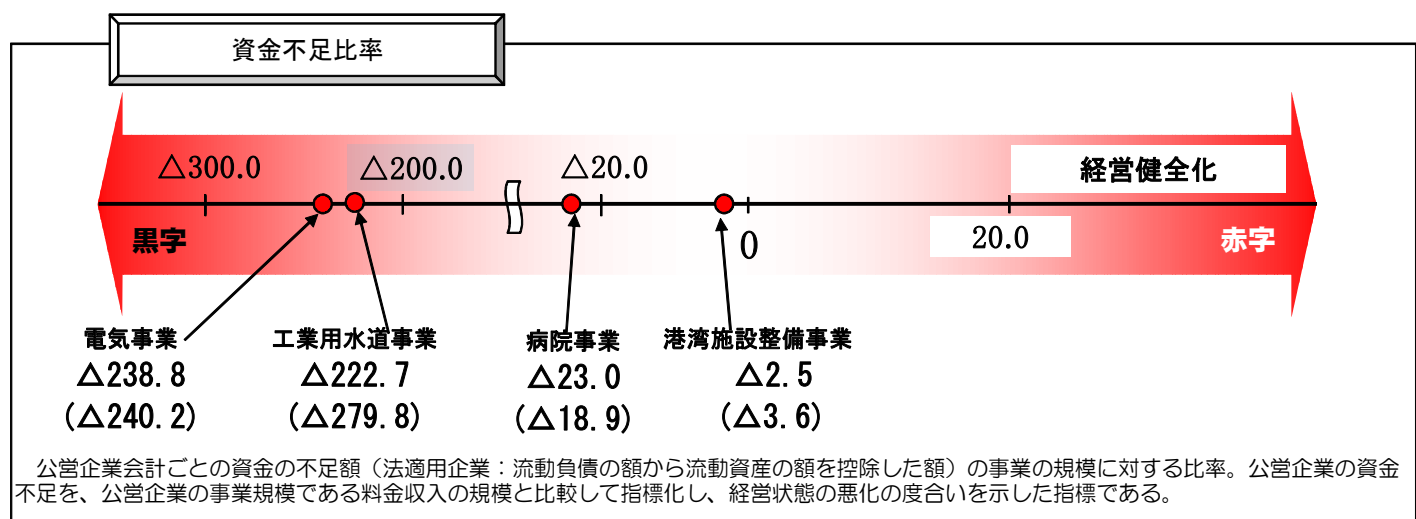 資金不足比率
△300.0
△200.0
△20.0
経営健全化
黒字
0
20.0
赤字
電気事業
△238.8
(△240.2)
工業用水道事業
△222.7
(△279.8)
病院事業
△23.0
(△18.9)
港湾施設整備事業
△2.5
(△3.6)
公営企業会計ごとの資金の不足額（法適用企業：流動負債の額から流動資産の額を控除した額）の事業の規模に対する比率。公営企業の資金
不足を、公営企業の事業規模である料金収入の規模と比較して指標化し、経営状態の悪化の度合いを示した指標である。